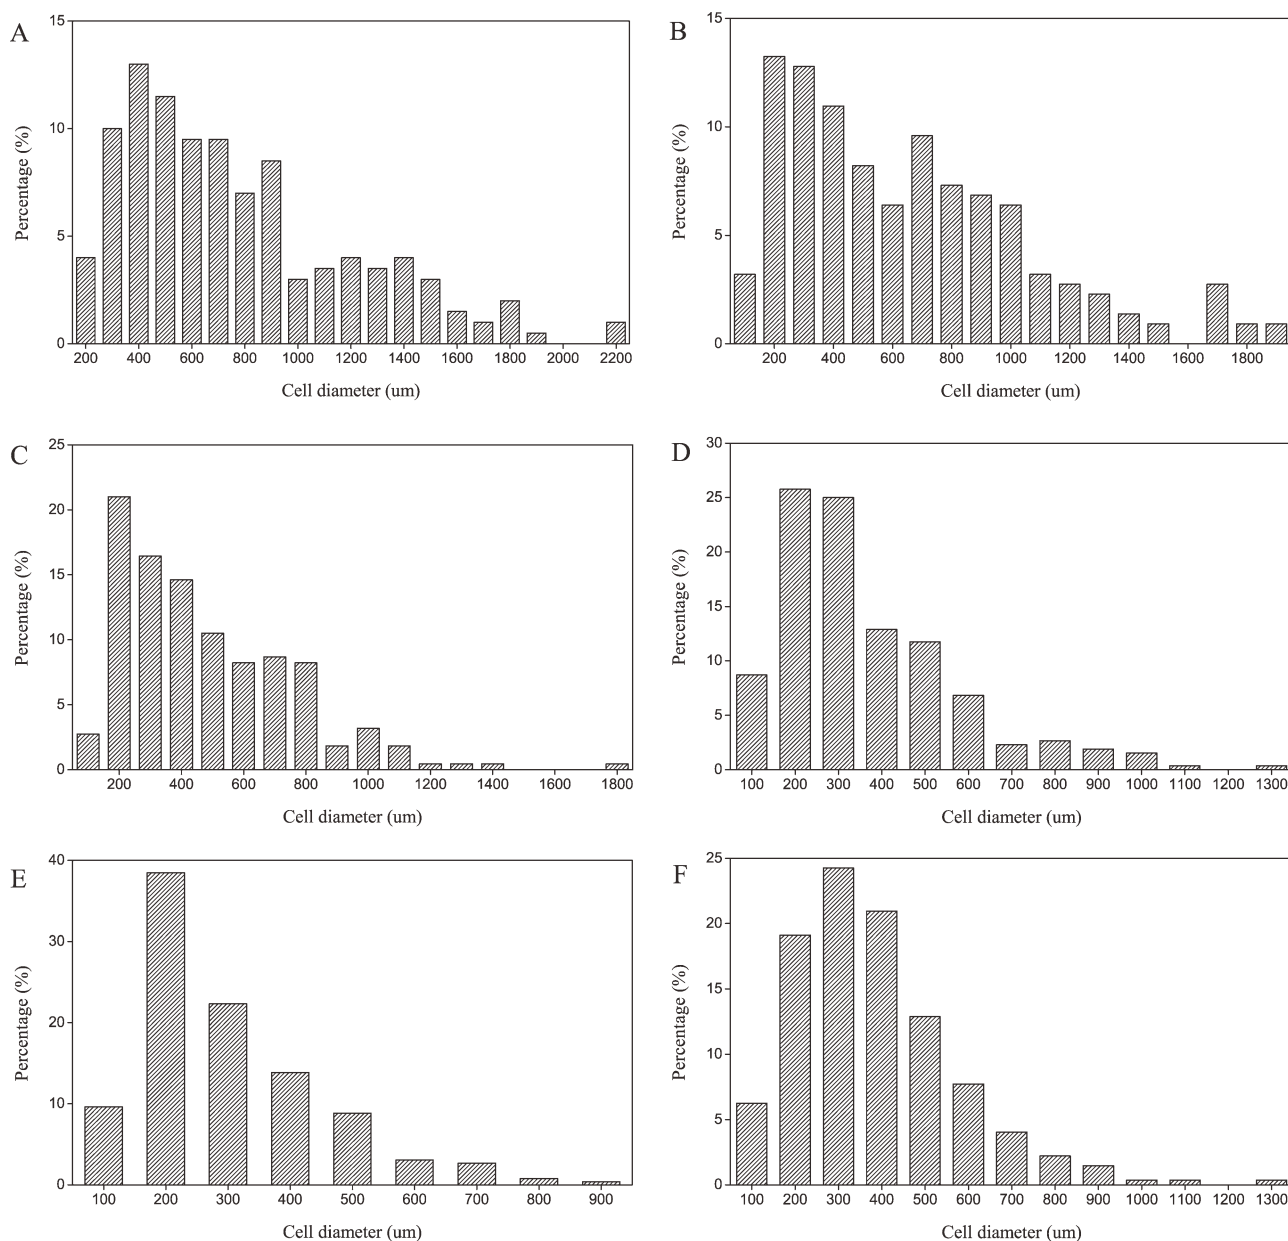 A
15
10
5
0
200 400 600 800 1000 1200 1400 1600 1800 2000 2200
Percentage (%)
Cell diameter (um)
B
15
10
5
0
200 400 600 800 1000 1200 1400 1600 1800
Percentage (%)
Cell diameter (um)
C
25
20
15
10
5
0
200 400 600 800 1000 1200 1400 1600 1800
Percentage (%)
Cell diameter (um)
D
30
25
20
15
10
5
0
100 200 300 400 500 600 700 800 900 1000 1100 1200 1300
Percentage (%)
Cell diameter (um)
E
40
30
20
10
0
100 200 300 400 500 600 700 800 900
Percentage (%)
Cell diameter (um)
F
25
20
15
10
5
0
100 200 300 400 500 600 700 800 900 1000 1100 1200 1300
Percentage (%)
Cell diameter (um)